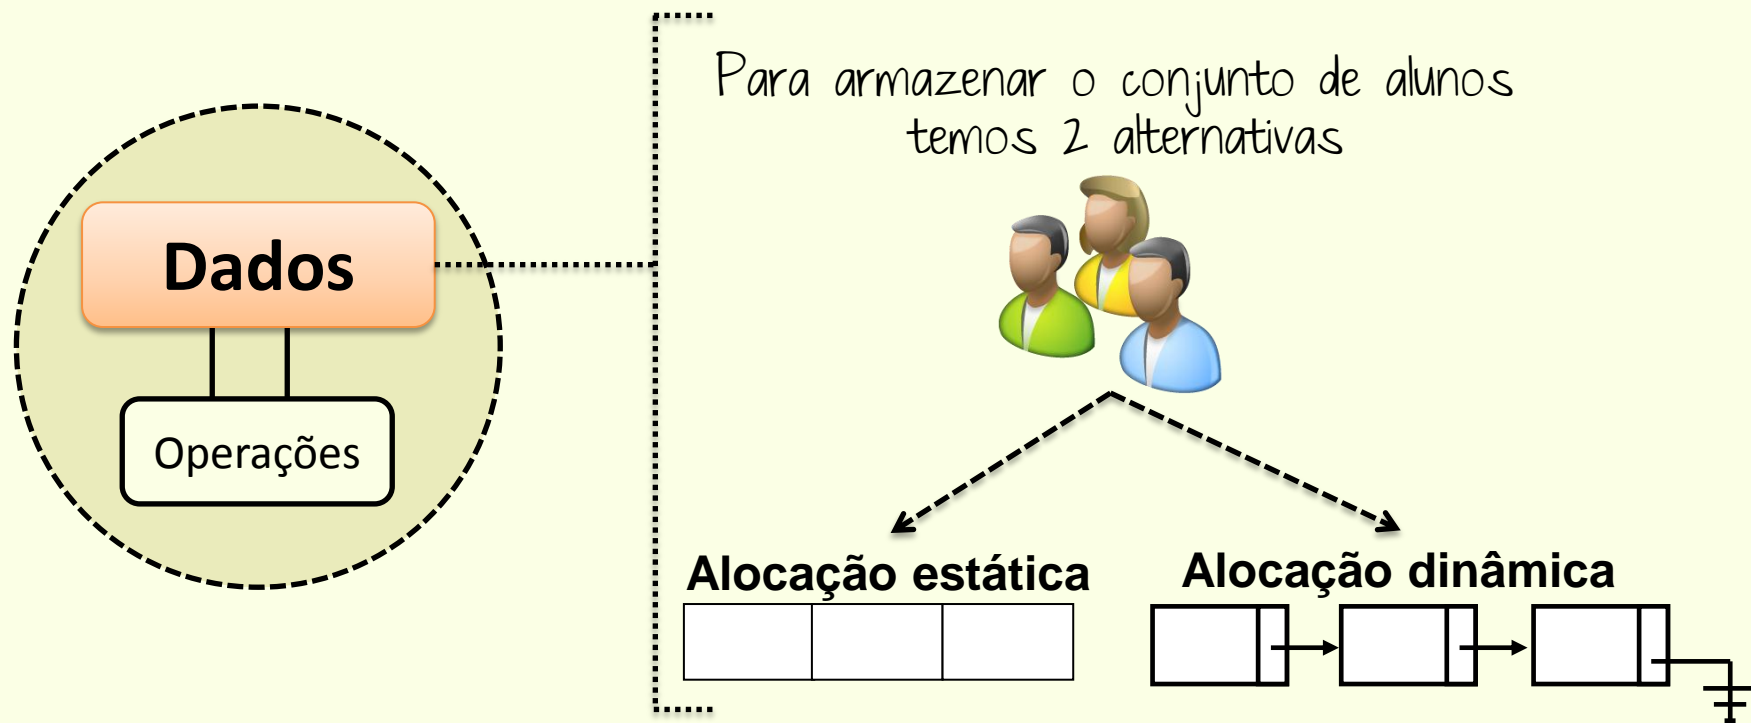 Para armazenar o conjunto de alunos
temos 2 alternativas
Dados
Operações
Alocação estática
Alocação dinâmica